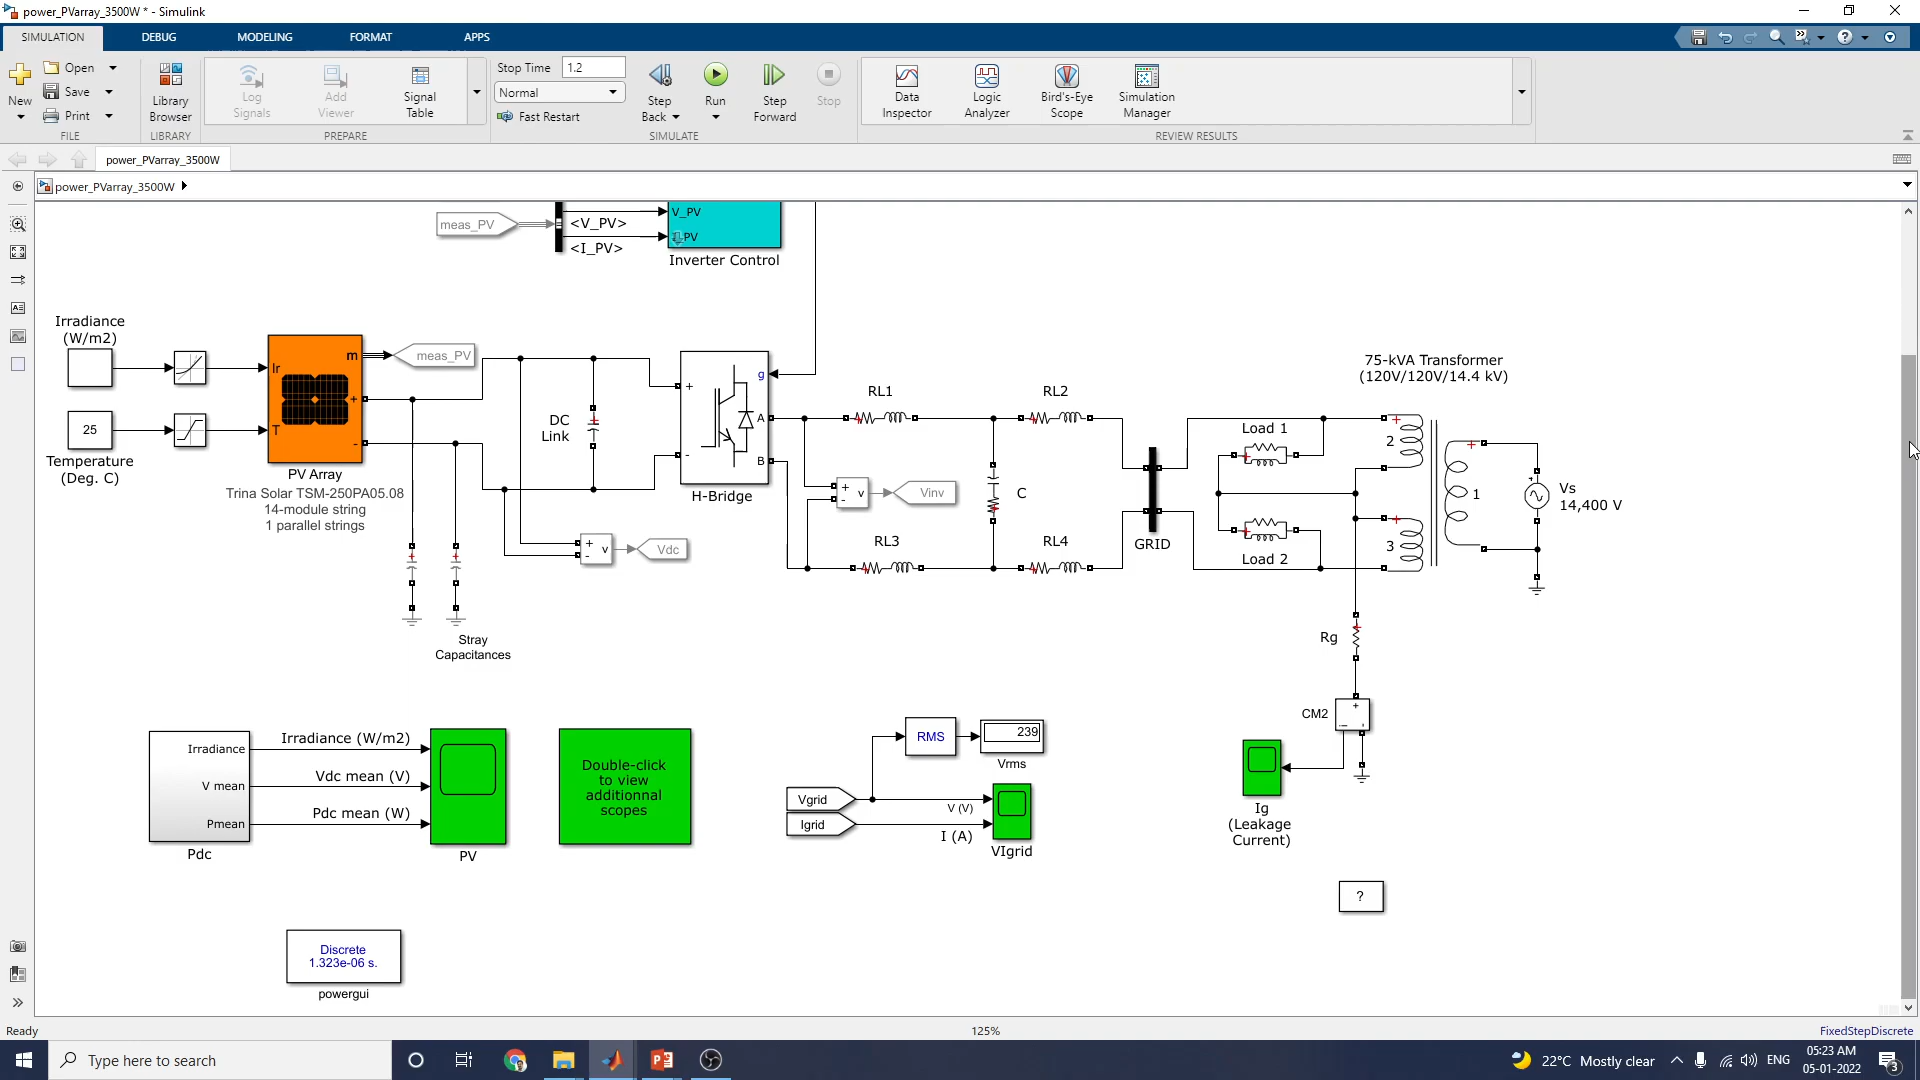 power_PVarray_3500W * - Simulink
SIMULATION DEBUG MODELING FORMAT APPS
New
Open
Save
Print
FILE
Library
Browser
LIBRARY
Log
Signals
Add
Viewer
Signal
Table
PREPARE
Stop Time 1.2
Normal
Fast Restart
Step
Back
Run
Step
Forward
Stop
SIMULATE
Data
Inspector
Logic
Analyzer
Bird's-Eye
Scope
Simulation
Manager
REVIEW RESULTS
power_PVarray_3500W
power_PVarray_3500W
meas_PV
<V_PV>
<I_PV>
V_PV
I_PV
Inverter Control
Irradiance
(W/m2)
25
Temperature
(Deg. C)
Ir
T
m
+
-
PV Array
Trina Solar TSM-250PA05.08
14-module string
1 parallel strings
meas_PV
DC
Link
+
-
g
A
B
H-Bridge
+
-
v
Vdc
Stray
Capacitances
RL1
RL2
RL3
RL4
+
-
v
Vinv
C
GRID
Load 1
Load 2
75-kVA Transformer
(120V/120V/14.4 kV)
2
3
1
Vs
14,400 V
Rg
CM2
Ig
(Leakage
Current)
?
Irradiance
V mean
Pmean
Pdc
Irradiance (W/m2)
Vdc mean (V)
Pdc mean (W)
PV
Double-click
to view
additionnal
scopes
RMS
239
Vrms
Vgrid
Igrid
V (V)
I (A)
VIgrid
Discrete
1.323e-06 s.
powergui
Ready
125%
FixedStepDiscrete
Type here to search
22°C Mostly clear
ENG
05:23 AM
05-01-2022
3